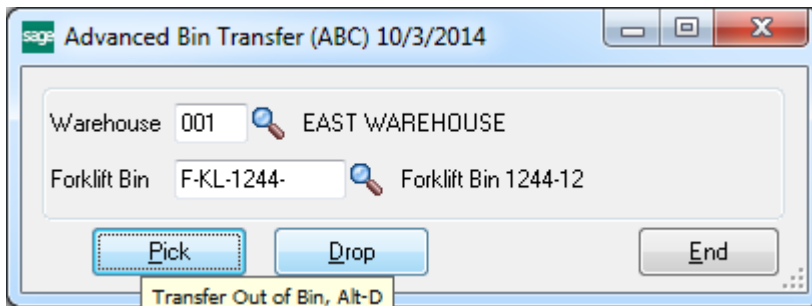 sage Advanced Bin Transfer (ABC) 10/3/2014
Warehouse 001 EAST WAREHOUSE
Forklift Bin F-KL-1244- Forklift Bin 1244-12
Pick Drop End
Transfer Out of Bin, Alt-D